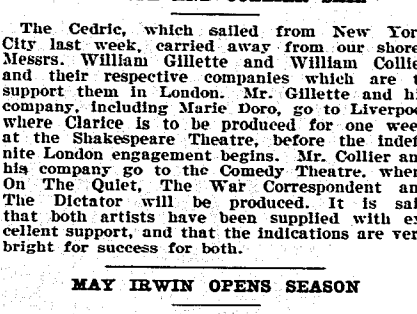 The Cedric, which sailed from New Yor
City last week, carried away from our shore
Messrs. William Gillette and William Collie
and their respective companies which are t
support them in London. Mr. Gillette and hi
company, including Marie Doro, go to Liverpoo
where Clarice is to be produced for one wee
at the Shakespeare Theatre, before the indef
nite London engagement begins. Mr. Collier an
his company go to the Comedy Theatre. wher
On The Quiet, The War Correspondent an
The Dictator will be produced. It is sai
that both artists have been supplied with ex
cellent support, and that the indications are ver
bright for success for both.
MAY IRWIN OPENS SEASON